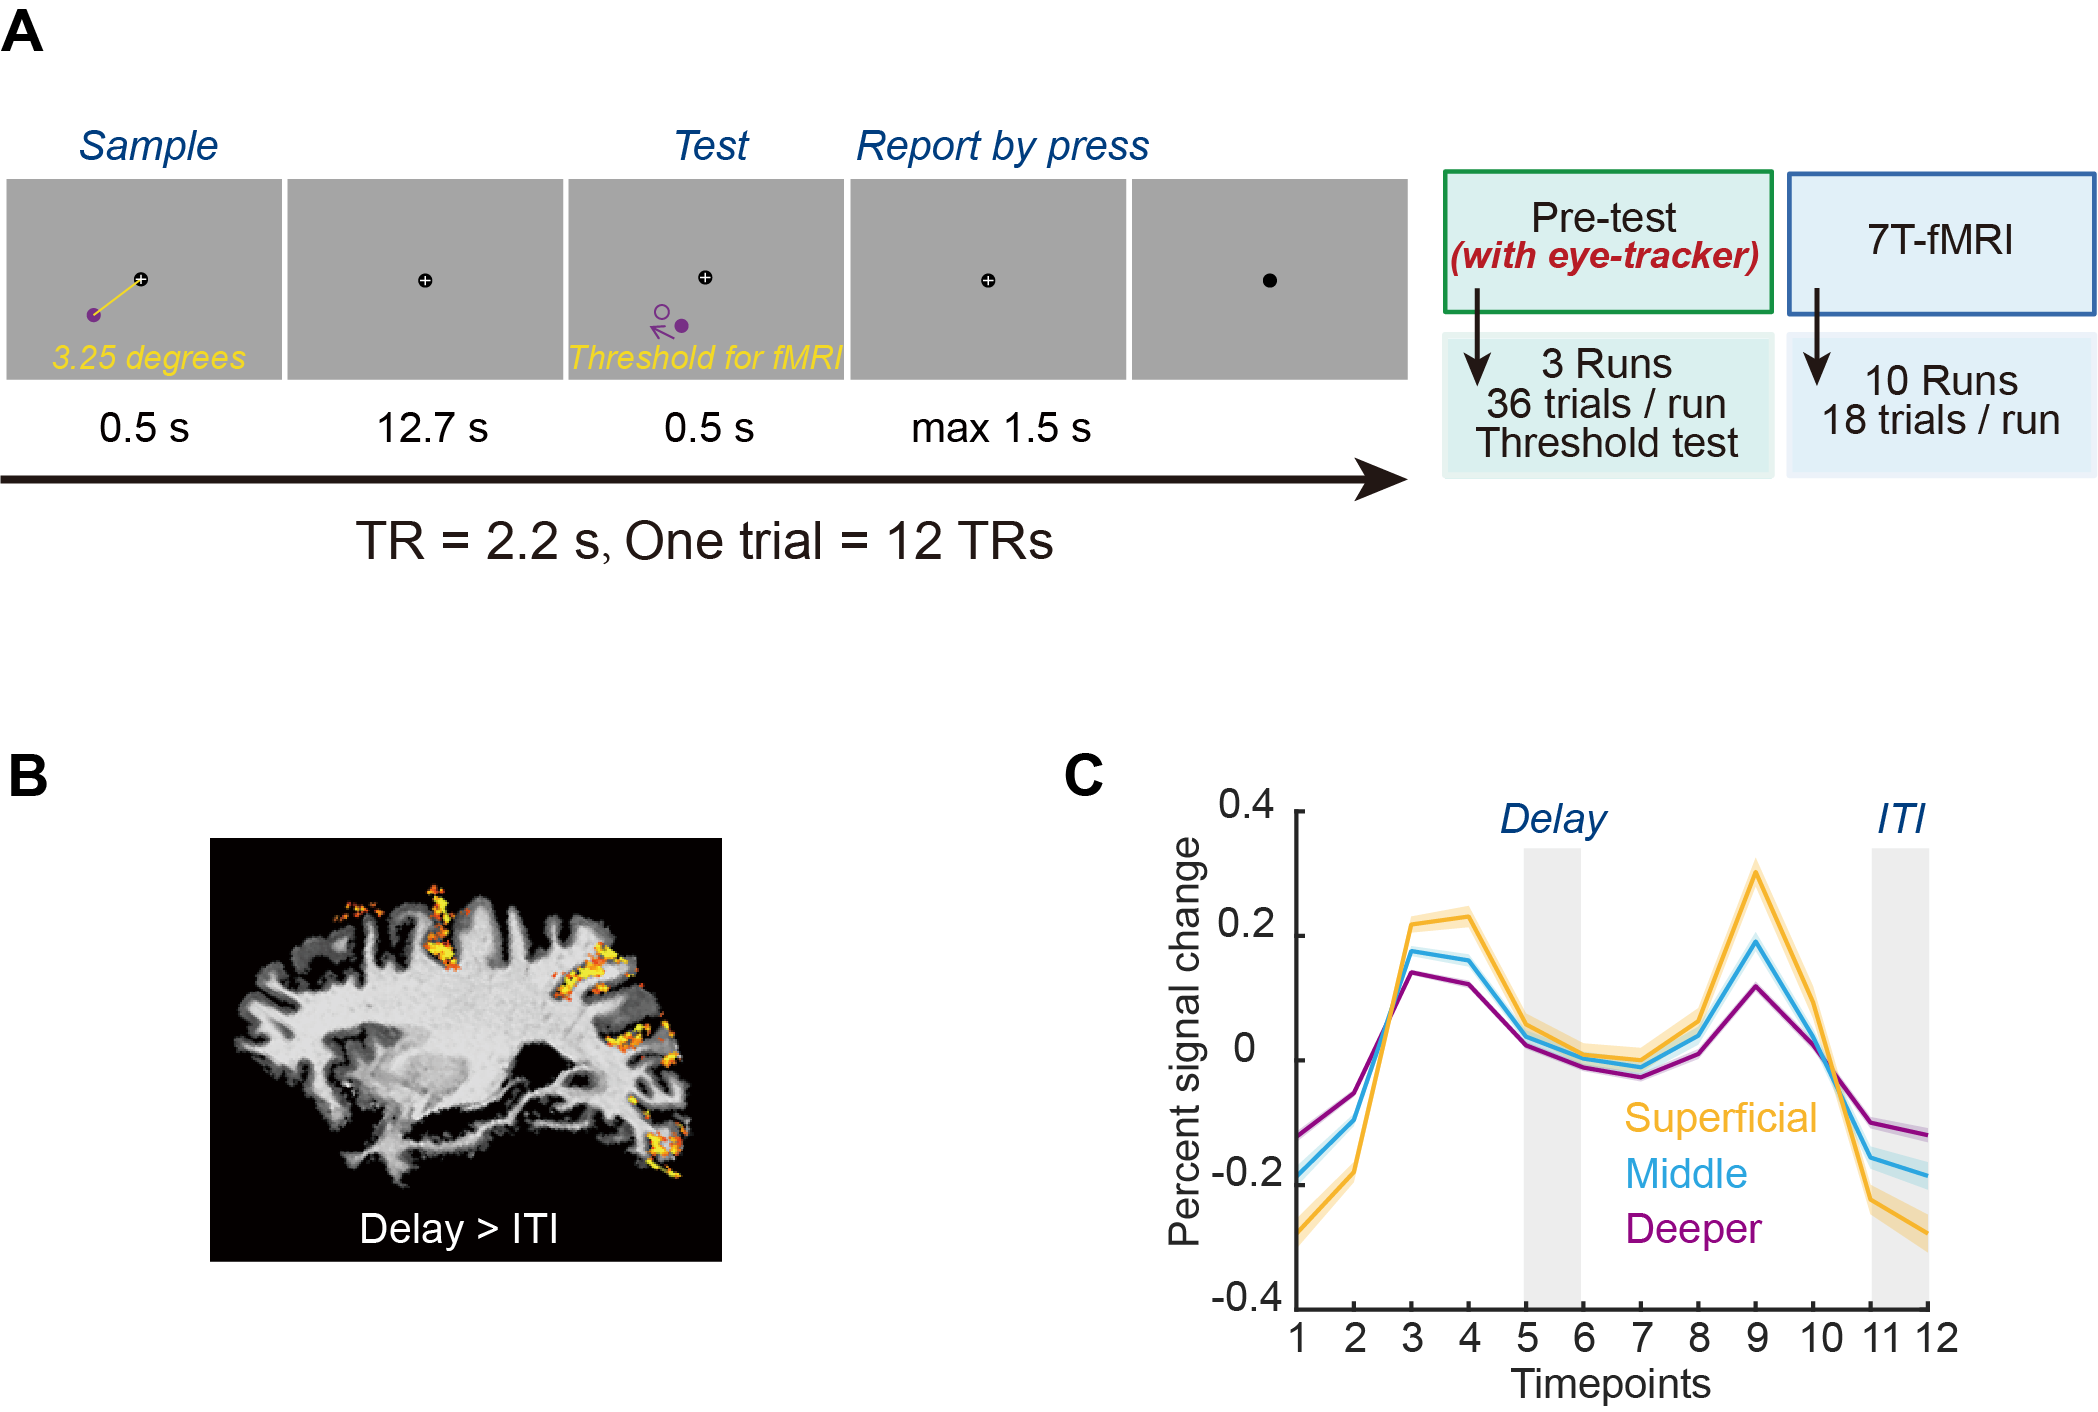 A
Sample
Test
Report by press
3.25 degrees
Threshold for fMRI
0.5 s
12.7 s
0.5 s
max 1.5 s
TR = 2.2 s, One trial = 12 TRs
Pre-test
(with eye-tracker)
3 Runs
36 trials / run
Threshold test
7T-fMRI
10 Runs
18 trials / run
B
Delay > ITI
C
Percent signal change
0.4
0.2
0
-0.2
-0.4
Delay
ITI
Superficial
Middle
Deeper
1 2 3 4 5 6 7 8 9 10 11 12
Timepoints